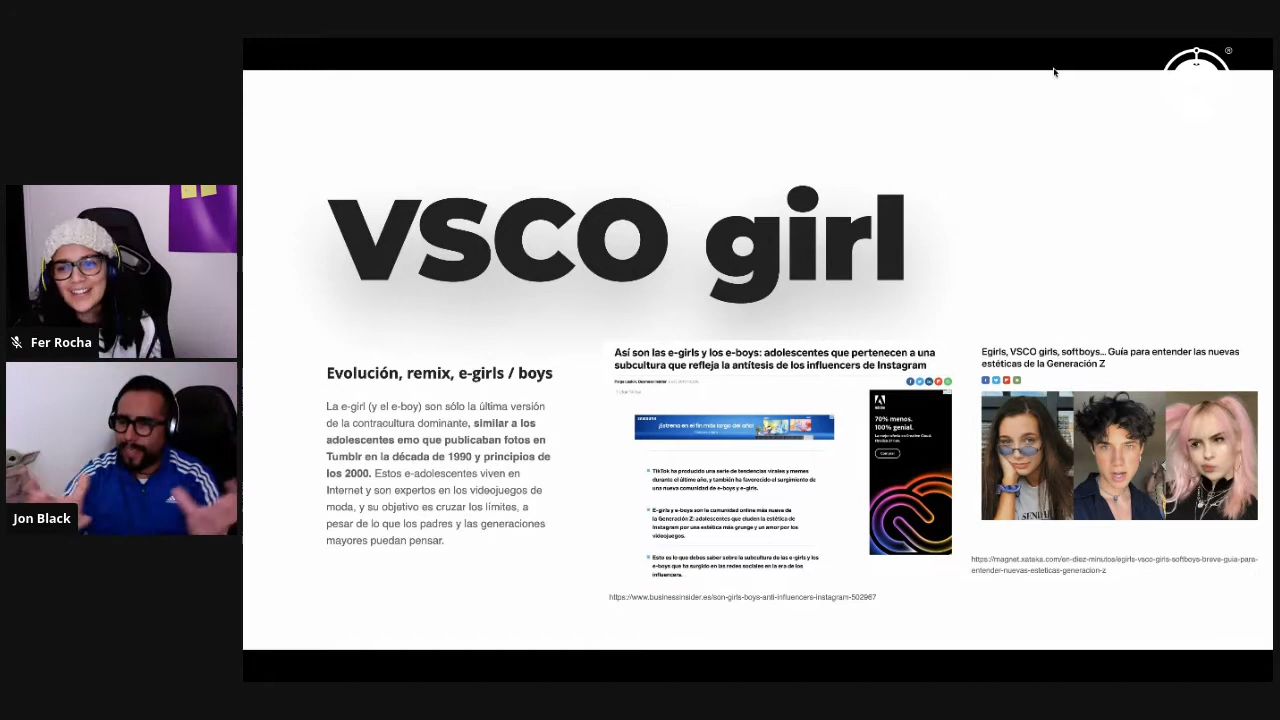 ®
VSCO girl
Fer Rocha
Jon Black
Evolución, remix, e-girls / boys
La e-girl (y el e-boy) son sólo la última versión
de la contracultura dominante, similar a los
adolescentes emo que publicaban fotos en
Tumblr en la década de 1990 y principios de
los 2000. Estos e-adolescentes viven en
Internet y son expertos en los videojuegos de
moda, y su objetivo es cruzar los límites, a
pesar de lo que los padres y las generaciones
mayores puedan pensar.
Así son las e-girls y los e-boys: adolescentes que pertenecen a una
subcultura que refleja la antítesis de los influencers de Instagram
¡Estrena en el fin más largo del año!
TikTok ha producido una serie de tendencias virales y memes
durante el último año, y también ha favorecido el surgimiento de
una nueva comunidad de e-boys y e-girls.
E-girls y e-boys son la comunidad online más nueva de
la Generación Z: adolescentes que eluden la estética de
Instagram por una estética más grunge y un amor por los
videojuegos.
Esto es lo que debes saber sobre la subcultura de las e-girls y los
e-boys que ha surgido en las redes sociales en la era de los
influencers.
70% menos.
100% genial.
https://www.businessinsider.es/son-girls-boys-anti-influencers-instagram-502967
Egirls, VSCO girls, softboys... Guía para entender las nuevas
estéticas de la Generación Z
https://magnet.xataka.com/en-diez-minutos/egirls-vsco-girls-softboys-breve-guia-para-
entender-nuevas-esteticas-generacion-z